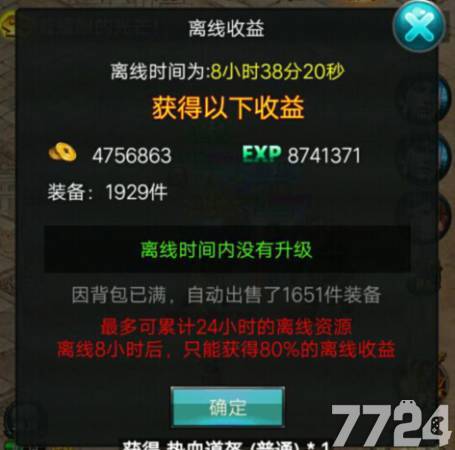 离线收益
离线时间为:8小时38分20秒
获得以下收益
4756863
EXP 8741371
装备：1929件
离线时间内没有升级
因背包已满，自动出售了1651件装备
最多可累计24小时的离线资源
离线8小时后，只能获得80%的离线收益
确定
7724
获得 热血道盔 (普通) * 1